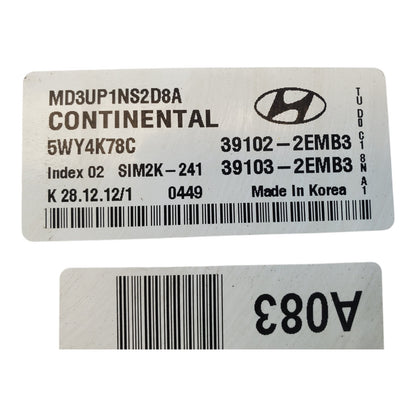 MD3UP1NS2D8A
CONTINENTAL
5WY4K78C 39102-2EMB3
Index 02 SIM2K-241 39103-2EMB3
K 28.12.12/1 0449 Made in Korea
TU D0 C1 8N A1
A083